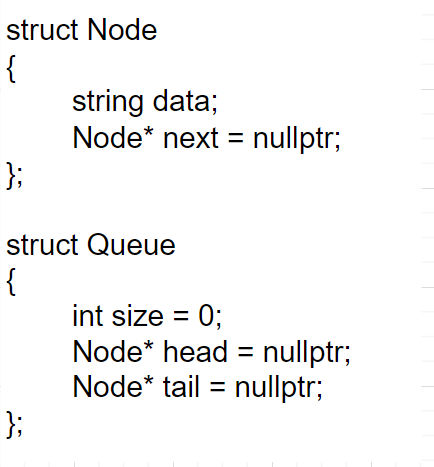 struct Node
{
string data;
Node* next = nullptr;
};
struct Queue
{
int size = 0;
Node* head = nullptr;
Node* tail = nullptr;
};